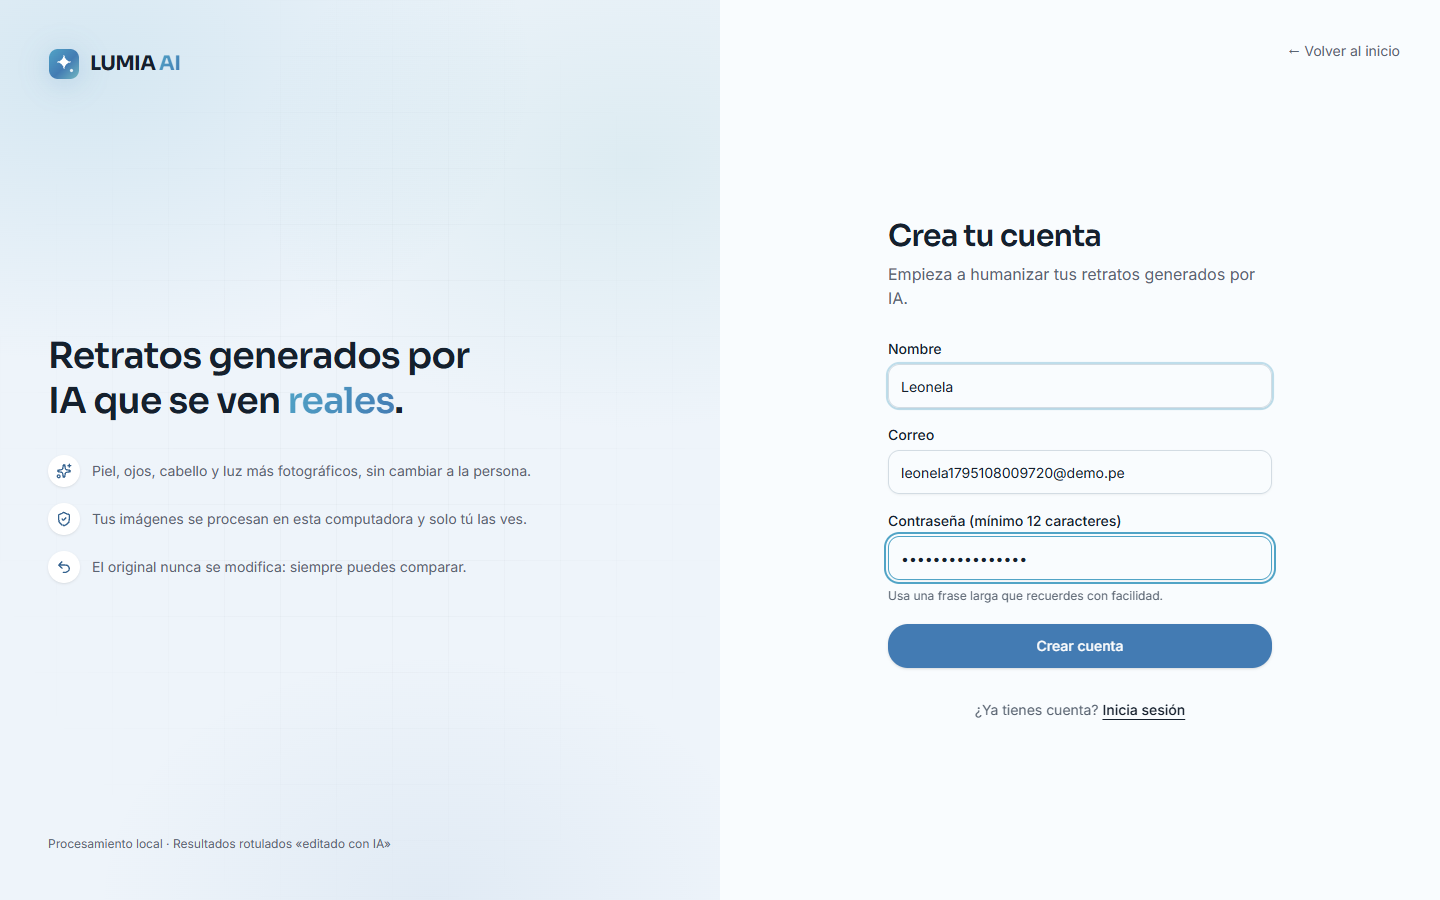 LUMIA AI
Retratos generados por
IA que se ven reales.
Piel, ojos, cabello y luz más fotográficos, sin cambiar a la persona.
Tus imágenes se procesan en esta computadora y solo tú las ves.
El original nunca se modifica: siempre puedes comparar.
Procesamiento local · Resultados rotulados «editado con IA»
← Volver al inicio
Crea tu cuenta
Empieza a humanizar tus retratos generados por
IA.
Nombre
Leonela
Correo
leonela1795108009720@demo.pe
Contraseña (mínimo 12 caracteres)
••••••••••••••••
Usa una frase larga que recuerdes con facilidad.
Crear cuenta
¿Ya tienes cuenta? Inicia sesión